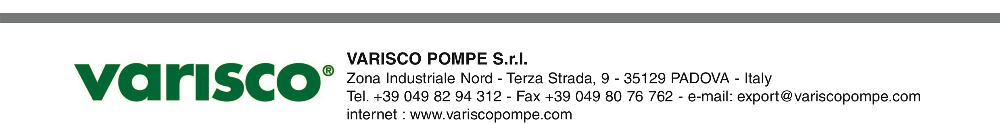 varisco®
VARISCO POMPE S.r.l.
Zona Industriale Nord - Terza Strada, 9 - 35129 PADOVA - Italy
Tel. +39 049 82 94 312 - Fax +39 049 80 76 762 - e-mail: export@variscopompe.com
internet : www.variscopompe.com